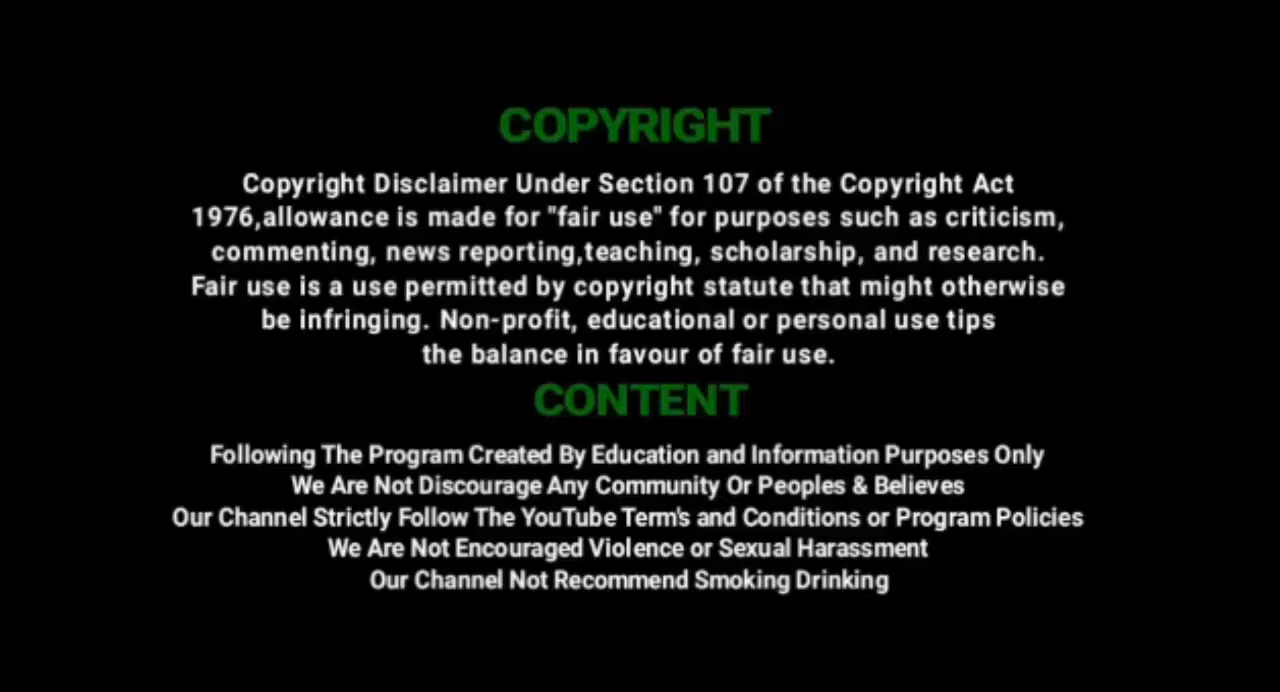 COPYRIGHT
Copyright Disclaimer Under Section 107 of the Copyright Act
1976,allowance is made for "fair use" for purposes such as criticism,
commenting, news reporting,teaching, scholarship, and research.
Fair use is a use permitted by copyright statute that might otherwise
be infringing. Non-profit, educational or personal use tips
the balance in favour of fair use.
CONTENT
Following The Program Created By Education and Information Purposes Only
We Are Not Discourage Any Community Or Peoples & Believes
Our Channel Strictly Follow The YouTube Term's and Conditions or Program Policies
We Are Not Encouraged Violence or Sexual Harassment
Our Channel Not Recommend Smoking Drinking